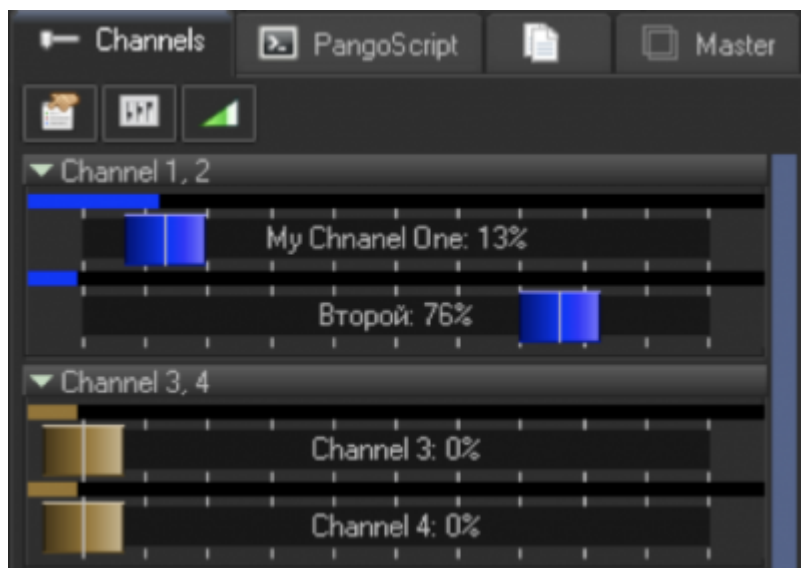 Channels PangoScript Master
Channel 1, 2
My Chnanel One: 13%
Второй: 76%
Channel 3, 4
Channel 3: 0%
Channel 4: 0%